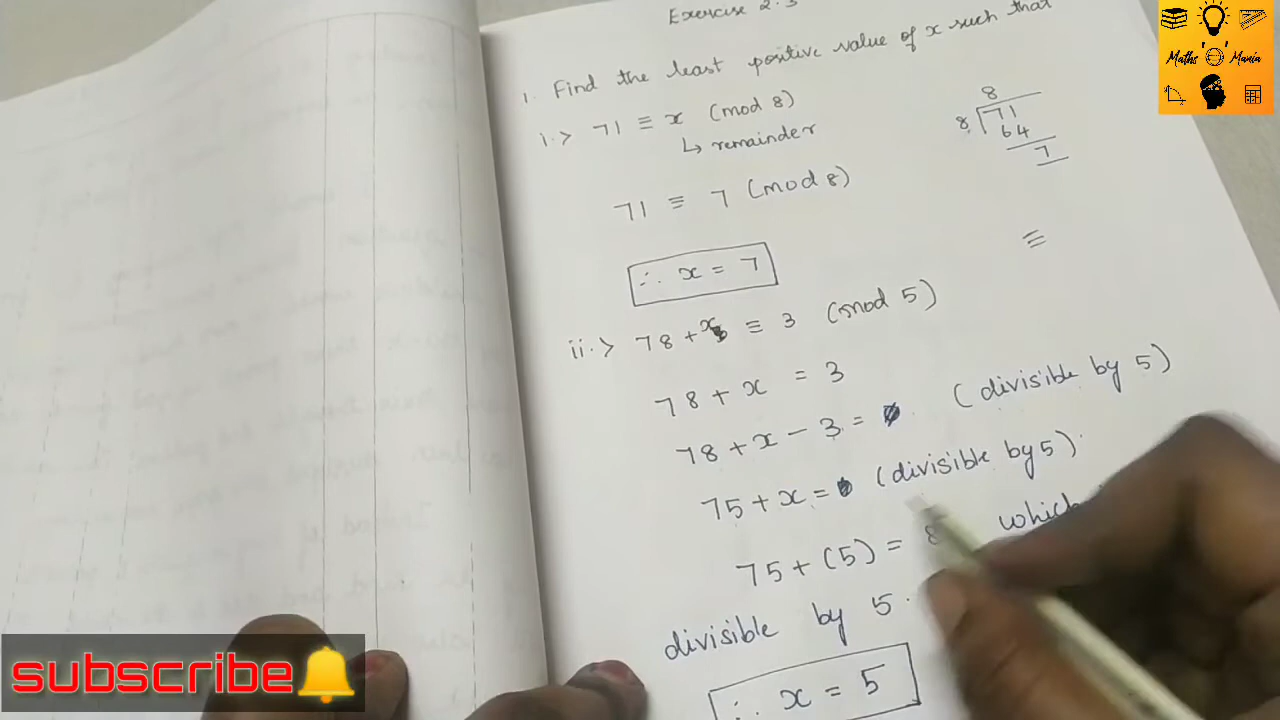 Exercise 2.3
1. Find the least positive value of x such that
i.> 71 ≡ x (mod 8)
↳ remainder
8
8 71
64
7
71 ≡ 7 (mod 8)
≡
∴ x = 7
ii.> 78 + x ≡ 3 (mod 5)
78 + x = 3
78 + x - 3 = (divisible by 5)
75 + x = (divisible by 5).
75 + (5) = 8 which
divisible by 5.
∴ x = 5
Maths Mania
subscribe